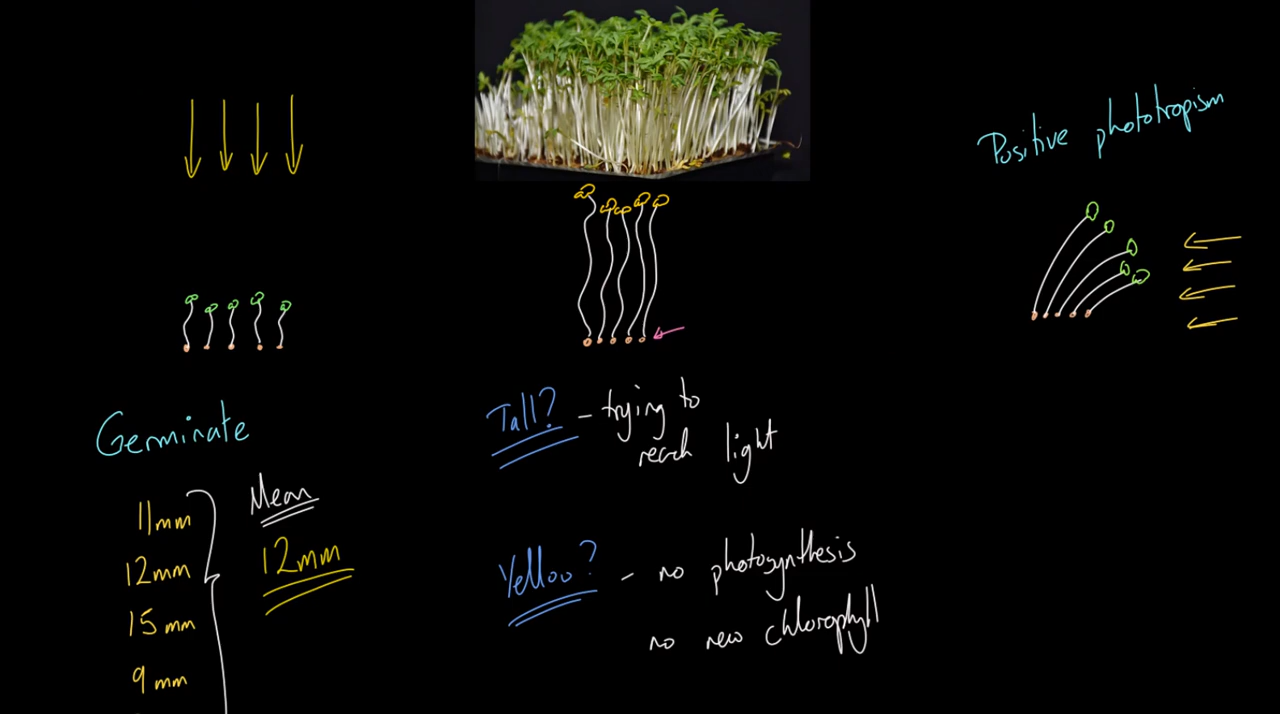 Positive phototropism
Germinate
11mm
12mm
15mm
9mm
Mean
12mm
Tall? - trying to
reach light
Yellow? - no photosynthesis
no new chlorophyll